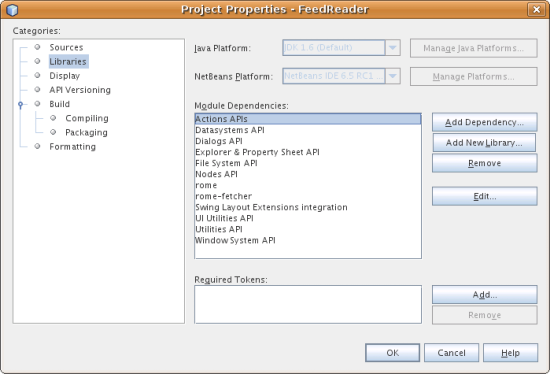 Project Properties - FeedReader
Categories:
Sources
Libraries
Display
API Versioning
Build
Compiling
Packaging
Formatting
Java Platform:
JDK 1.6 (Default)
Manage Java Platforms...
NetBeans Platform:
NetBeans IDE 6.5 RC1 ...
Manage Platforms...
Module Dependencies:
Actions APIs
Datasystems API
Dialogs API
Explorer & Property Sheet API
File System API
Nodes API
rome
rome-fetcher
Swing Layout Extensions integration
UI Utilities API
Utilities API
Window System API
Add Dependency...
Add New Library...
Remove
Edit...
Required Tokens:
Add...
Remove
OK
Cancel
Help